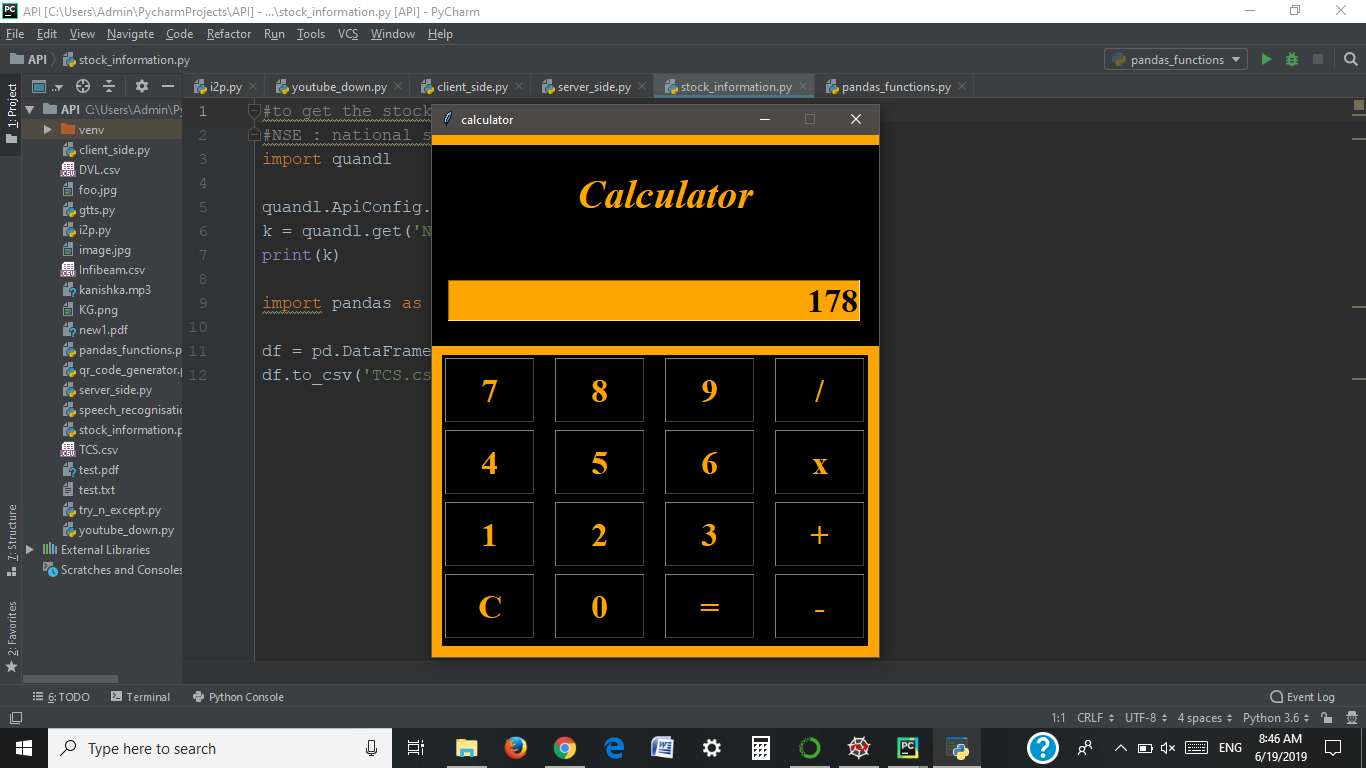 API [C:\Users\Admin\PycharmProjects\API] - ...\stock_information.py [API] - PyCharm
File Edit View Navigate Code Refactor Run Tools VCS Window Help
API stock_information.py pandas_functions
i2p.py youtube_down.py client_side.py server_side.py stock_information.py pandas_functions.py
1: Project
API C:\Users\Admin\Py
venv
client_side.py
DVL.csv
foo.jpg
gtts.py
i2p.py
image.jpg
Infibeam.csv
kanishka.mp3
KG.png
new1.pdf
pandas_functions.p
qr_code_generator.p
server_side.py
speech_recognisatio
stock_information.p
TCS.csv
test.pdf
test.txt
try_n_except.py
youtube_down.py
External Libraries
Scratches and Consoles
7: Structure
2: Favorites
1 #to get the stock
2 #NSE : national s
3 import quandl
4
5 quandl.ApiConfig.
6 k = quandl.get('N
7 print(k)
8
9 import pandas as
10
11 df = pd.DataFrame
12 df.to_csv('TCS.cs
calculator
Calculator
178
7 8 9 /
4 5 6 x
1 2 3 +
C 0 = -
6: TODO Terminal Python Console Event Log
1:1 CRLF UTF-8 4 spaces Python 3.6
Type here to search
ENG
8:46 AM
6/19/2019